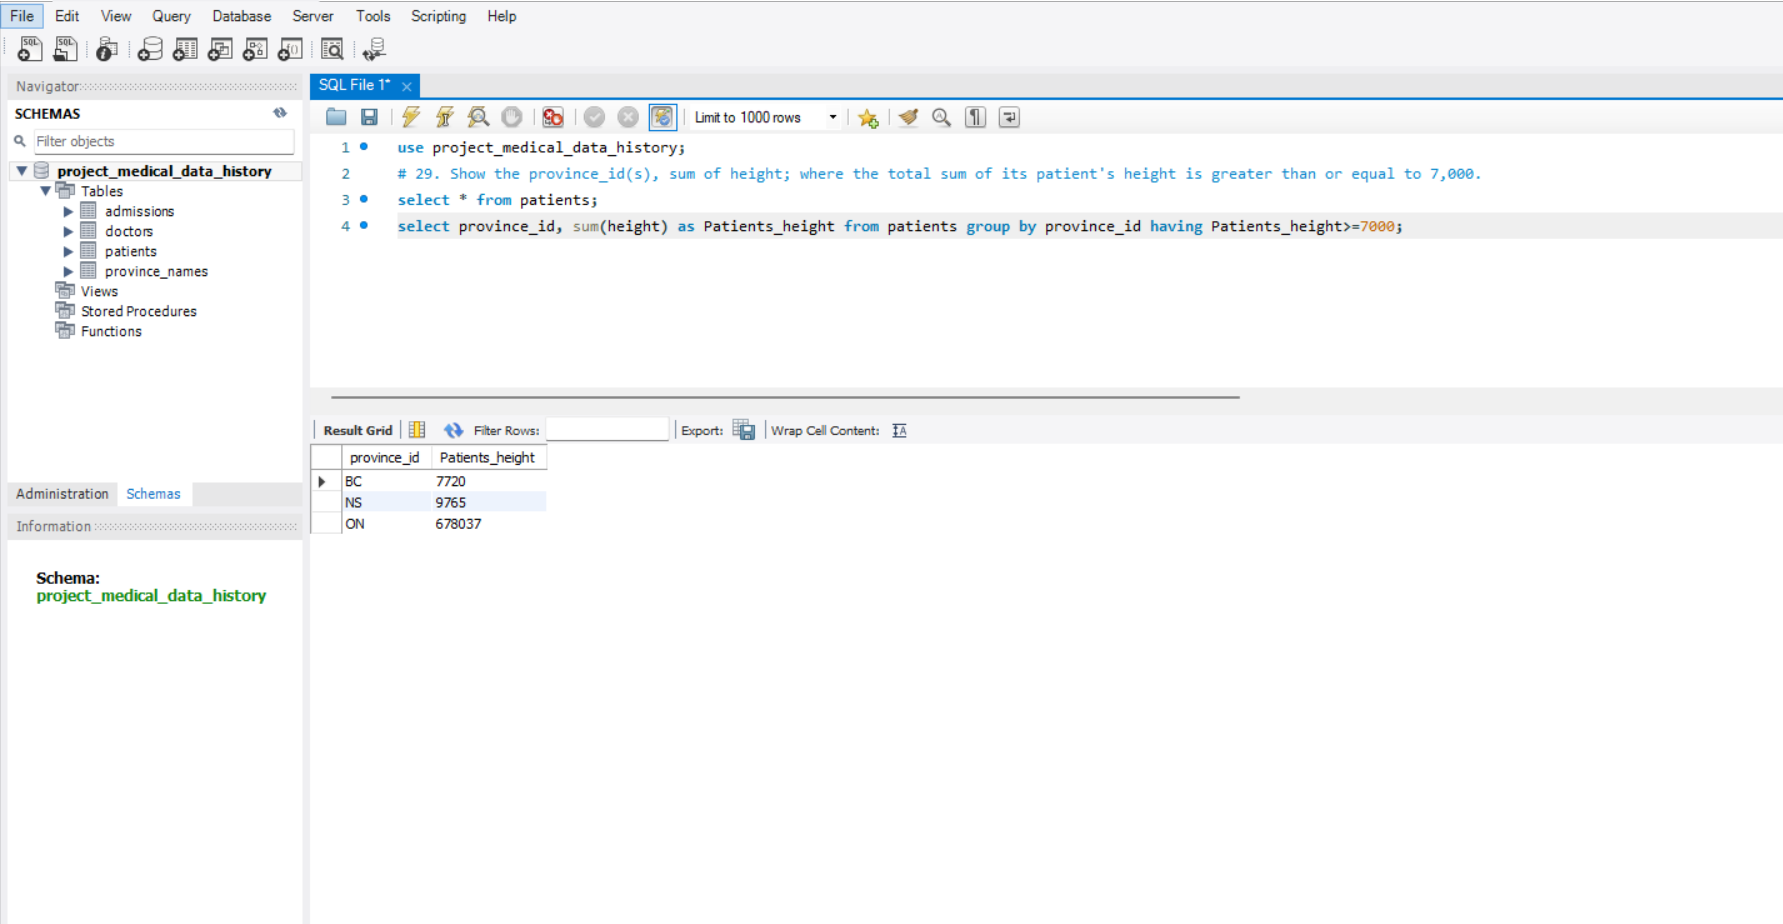 File Edit View Query Database Server Tools Scripting Help
Navigator
SCHEMAS
Filter objects
project_medical_data_history
Tables
admissions
doctors
patients
province_names
Views
Stored Procedures
Functions
Administration Schemas
Information
Schema:
project_medical_data_history
SQL File 1*
Limit to 1000 rows
1 use project_medical_data_history;
2 # 29. Show the province_id(s), sum of height; where the total sum of its patient's height is greater than or equal to 7,000.
3 select * from patients;
4 select province_id, sum(height) as Patients_height from patients group by province_id having Patients_height>=7000;
Result Grid Filter Rows: Export: Wrap Cell Content:
province_id Patients_height
BC 7720
NS 9765
ON 678037